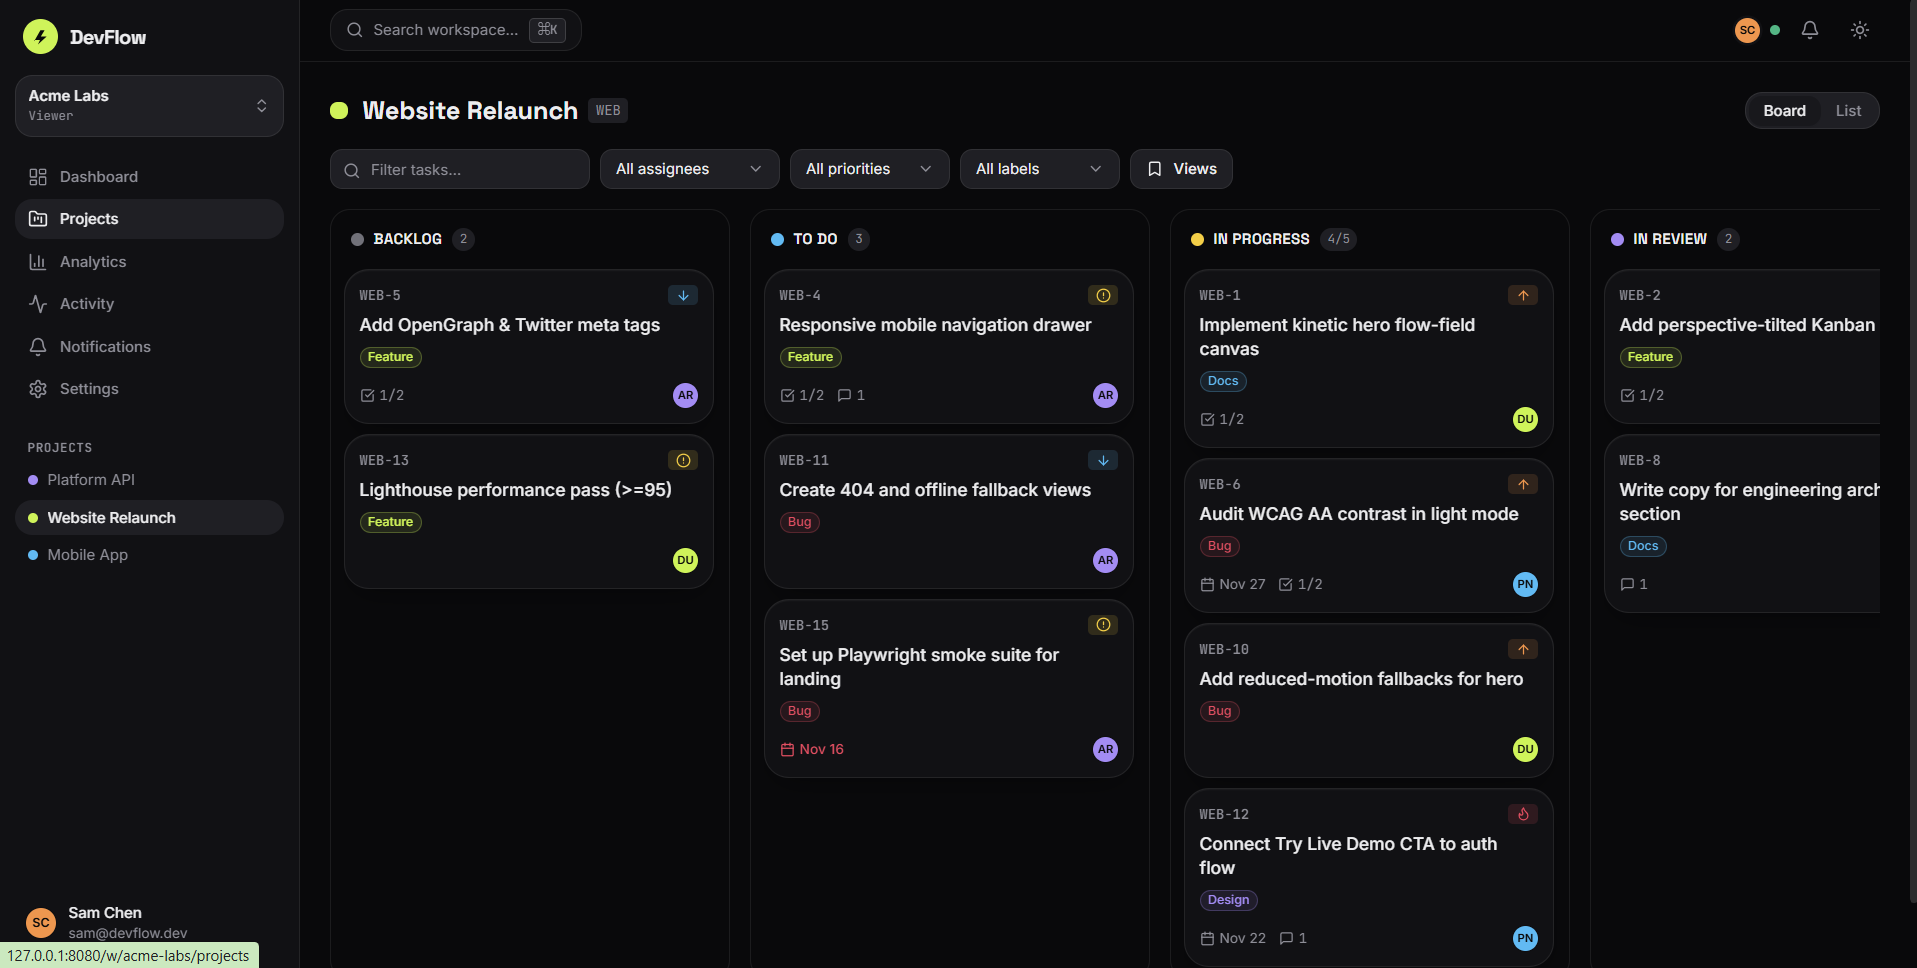 DevFlow
Search workspace... ⌘K
SC
Acme Labs
Viewer
Dashboard
Projects
Analytics
Activity
Notifications
Settings
PROJECTS
Platform API
Website Relaunch
Mobile App
SC
Sam Chen
sam@devflow.dev
127.0.0.1:8080/w/acme-labs/projects
Website Relaunch WEB
Board List
Filter tasks...
All assignees
All priorities
All labels
Views
BACKLOG 2
WEB-5
Add OpenGraph & Twitter meta tags
Feature
1/2
AR
WEB-13
Lighthouse performance pass (>=95)
Feature
DU
TO DO 3
WEB-4
Responsive mobile navigation drawer
Feature
1/2 1
AR
WEB-11
Create 404 and offline fallback views
Bug
AR
WEB-15
Set up Playwright smoke suite for
landing
Bug
Nov 16
AR
IN PROGRESS 4/5
WEB-1
Implement kinetic hero flow-field
canvas
Docs
1/2
DU
WEB-6
Audit WCAG AA contrast in light mode
Bug
Nov 27 1/2
PN
WEB-10
Add reduced-motion fallbacks for hero
Bug
DU
WEB-12
Connect Try Live Demo CTA to auth
flow
Design
Nov 22 1
PN
IN REVIEW 2
WEB-2
Add perspective-tilted Kanban
Feature
1/2
WEB-8
Write copy for engineering arch
section
Docs
1